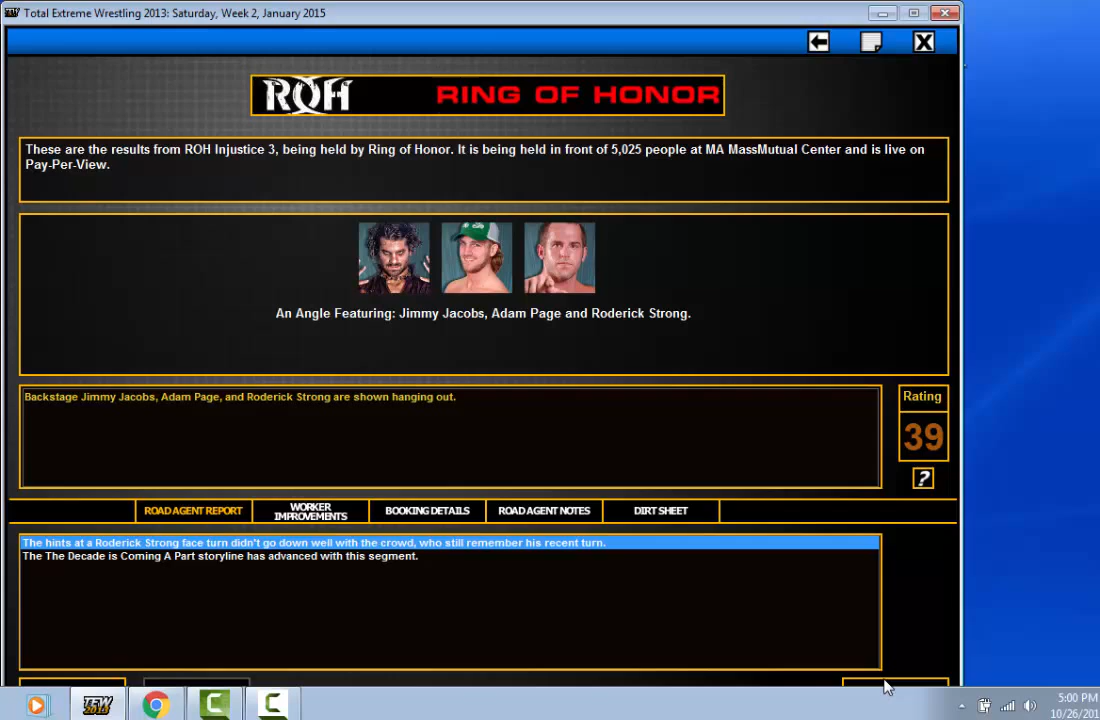 Total Extreme Wrestling 2013: Saturday, Week 2, January 2015
ROH RING OF HONOR
These are the results from ROH Injustice 3, being held by Ring of Honor. It is being held in front of 5,025 people at MA MassMutual Center and is live on
Pay-Per-View.
An Angle Featuring: Jimmy Jacobs, Adam Page and Roderick Strong.
Backstage Jimmy Jacobs, Adam Page, and Roderick Strong are shown hanging out.
Rating
39
?
ROAD AGENT REPORT
WORKER
IMPROVEMENTS
BOOKING DETAILS
ROAD AGENT NOTES
DIRT SHEET
The hints at a Roderick Strong face turn didn't go down well with the crowd, who still remember his recent turn.
The The Decade is Coming A Part storyline has advanced with this segment.
TEW
2013
5:00 PM
10/26/201